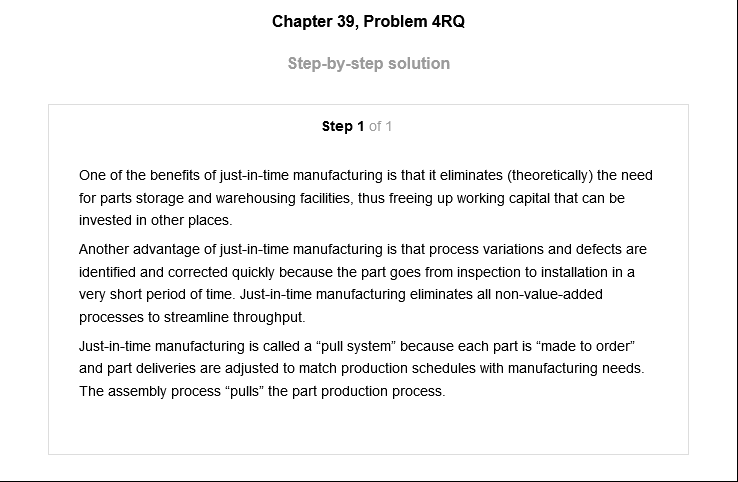 Chapter 39, Problem 4RQ
Step-by-step solution
Step 1 of 1
One of the benefits of just-in-time manufacturing is that it eliminates (theoretically) the need
for parts storage and warehousing facilities, thus freeing up working capital that can be
invested in other places.
Another advantage of just-in-time manufacturing is that process variations and defects are
identified and corrected quickly because the part goes from inspection to installation in a
very short period of time. Just-in-time manufacturing eliminates all non-value-added
processes to streamline throughput.
Just-in-time manufacturing is called a “pull system” because each part is “made to order”
and part deliveries are adjusted to match production schedules with manufacturing needs.
The assembly process “pulls” the part production process.